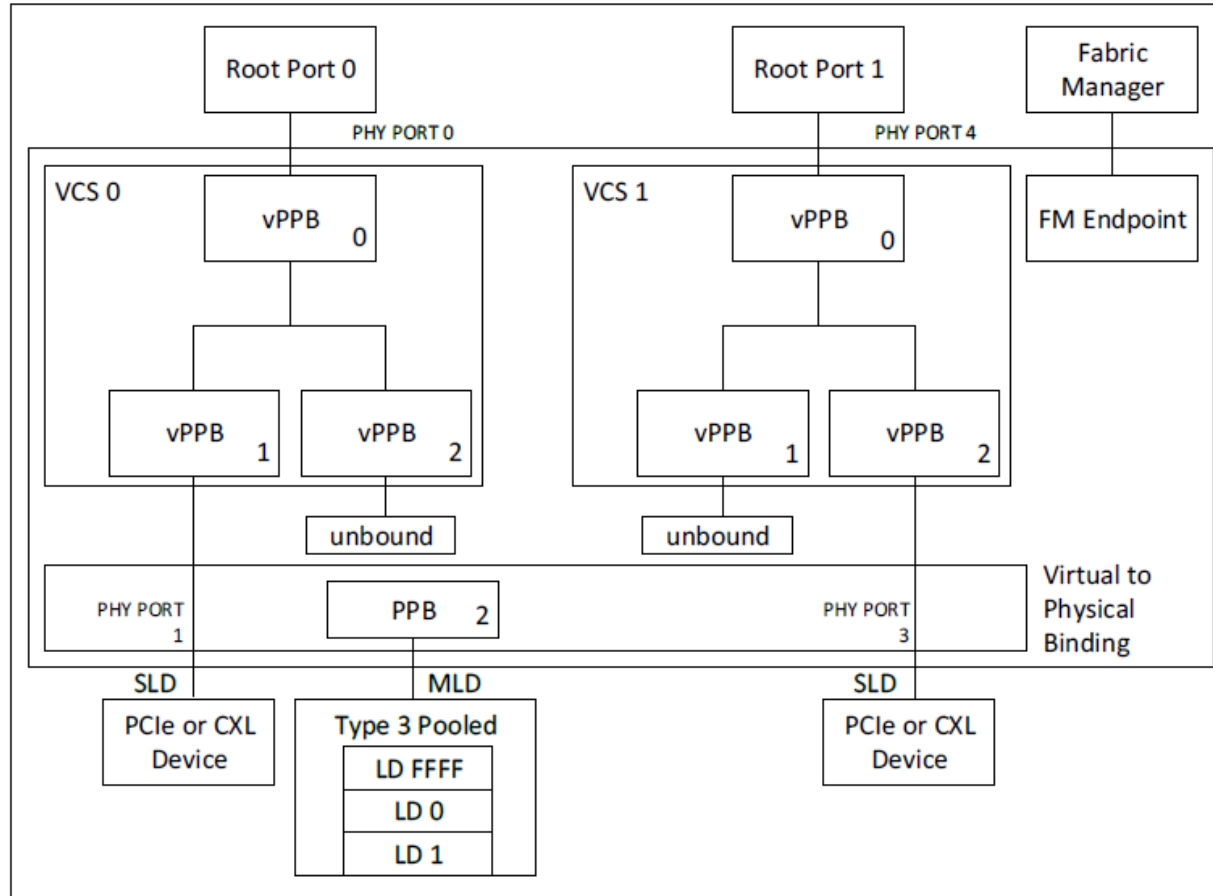 Root Port 0
Root Port 1
Fabric
Manager
PHY PORT 0
PHY PORT 4
VCS 0
vPPB
0
VCS 1
vPPB
0
FM Endpoint
vPPB
1
vPPB
2
vPPB
1
vPPB
2
unbound
unbound
PHY PORT
1
PPB
2
PHY PORT
3
Virtual to
Physical
Binding
SLD
MLD
SLD
PCIe or CXL
Device
Type 3 Pooled
LD FFFF
LD 0
LD 1
PCIe or CXL
Device